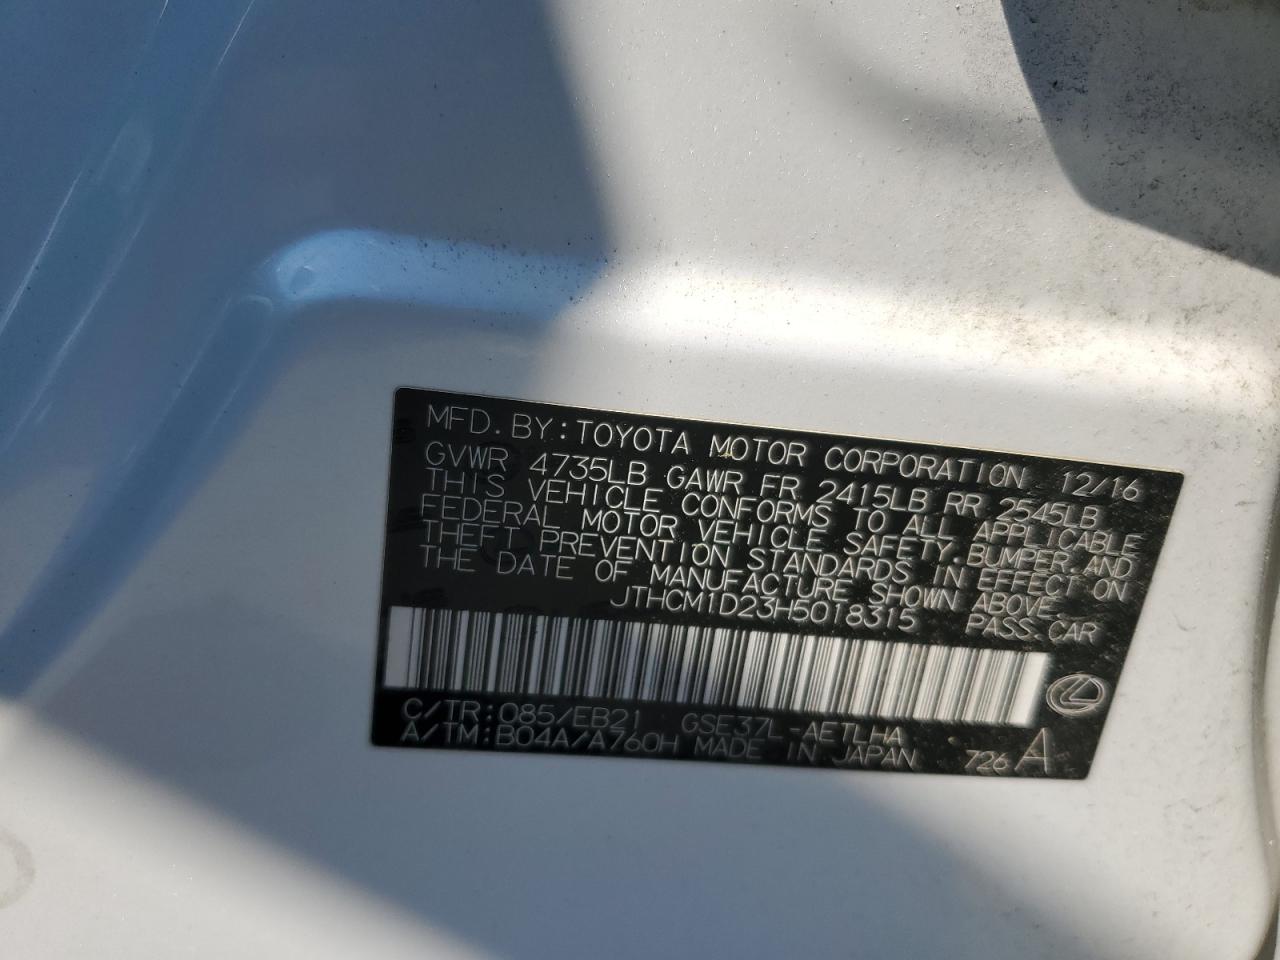 MFD. BY: TOYOTA MOTOR CORPORATION 12/16
GVWR 4735LB GAWR FR 2415LB RR 2545LB
THIS VEHICLE CONFORMS TO ALL APPLICABLE
FEDERAL MOTOR VEHICLE SAFETY, BUMPER, AND
THEFT PREVENTION STANDARDS IN EFFECT ON
THE DATE OF MANUFACTURE SHOWN ABOVE.
JTHCM1D23H5018315 PASS. CAR
C/TR: 085/EB21 GSE37L-AETLHA
A/TM: B04A/A760H MADE IN JAPAN 726 A